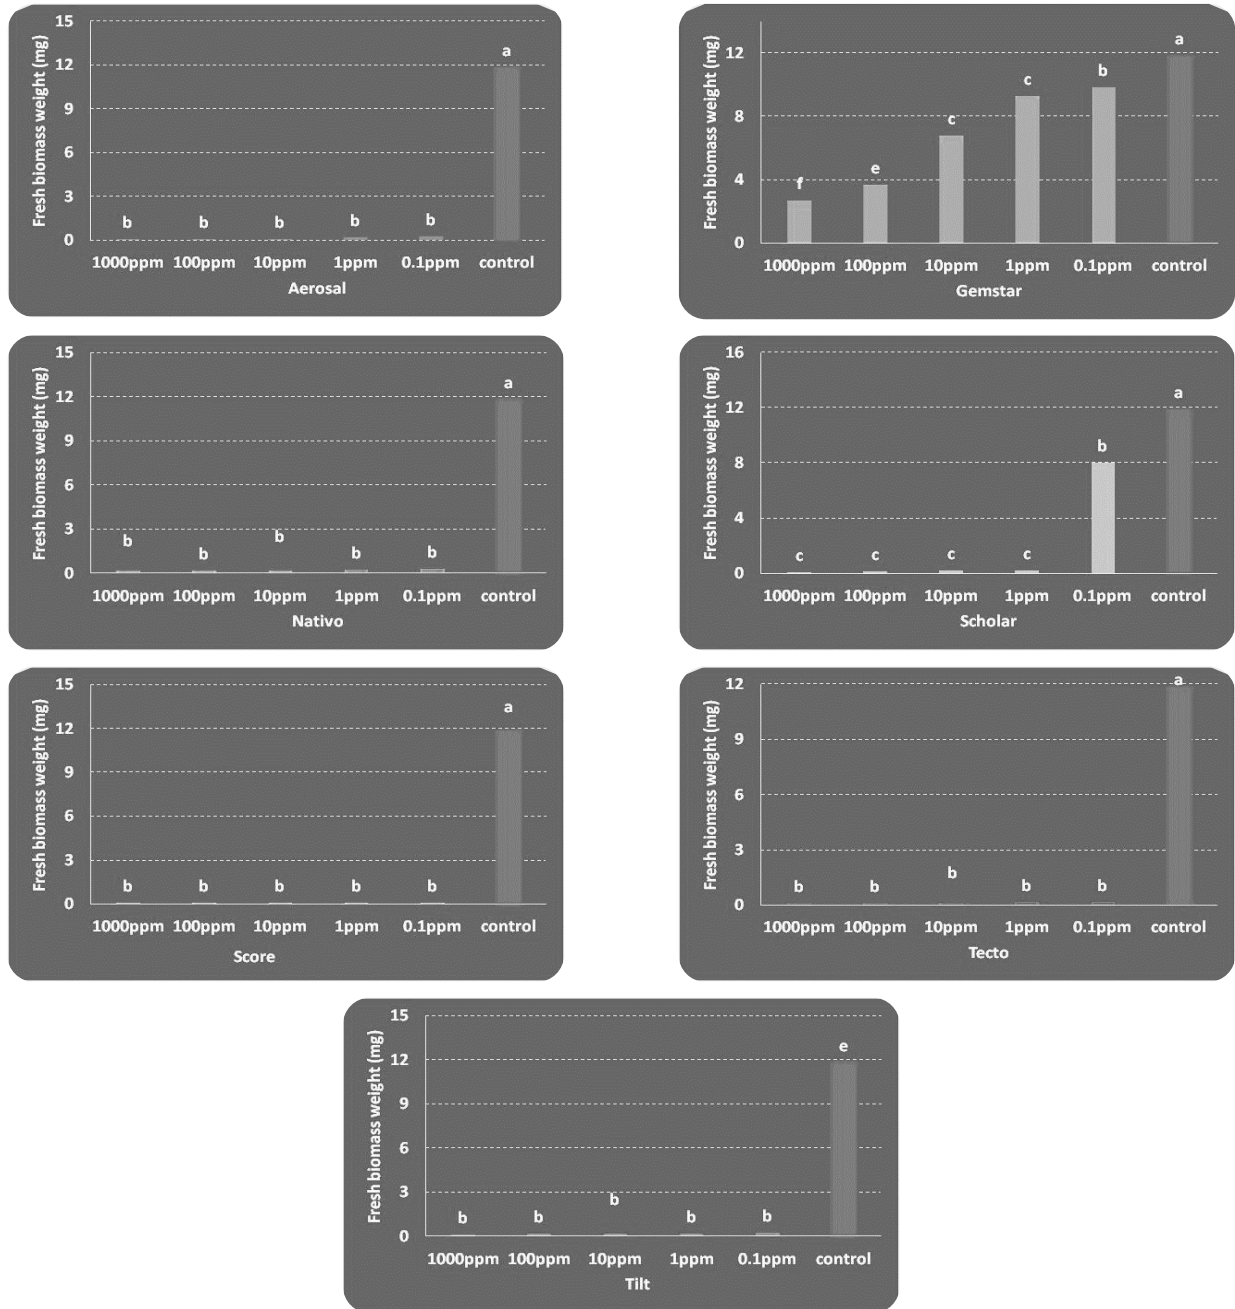 Fresh biomass weight (mg)
15
12
9
6
3
0
b b b b b a
1000ppm 100ppm 10ppm 1ppm 0.1ppm control
Aerosal
Fresh biomass weight (mg)
12
8
4
0
f e c c b a
1000ppm 100ppm 10ppm 1ppm 0.1ppm control
Gemstar
Fresh biomass weight (mg)
15
12
9
6
3
0
b b b b b a
1000ppm 100ppm 10ppm 1ppm 0.1ppm control
Nativo
Fresh biomass weight (mg)
16
12
8
4
0
c c c c b a
1000ppm 100ppm 10ppm 1ppm 0.1ppm control
Scholar
Fresh biomass weight (mg)
15
12
9
6
3
0
b b b b b a
1000ppm 100ppm 10ppm 1ppm 0.1ppm control
Score
Fresh biomass weight (mg)
12
9
6
3
0
b b b b b a
1000ppm 100ppm 10ppm 1ppm 0.1ppm control
Tecto
Fresh biomass weight (mg)
15
12
9
6
3
0
b b b b b e
1000ppm 100ppm 10ppm 1ppm 0.1ppm control
Tilt